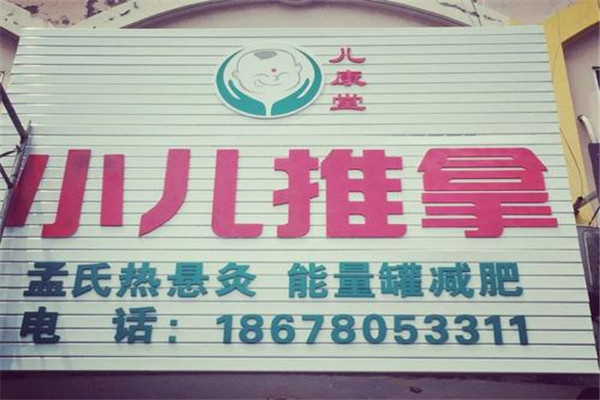 儿康堂
小儿推拿
孟氏热悬灸 能量罐减肥
电 话：18678053311